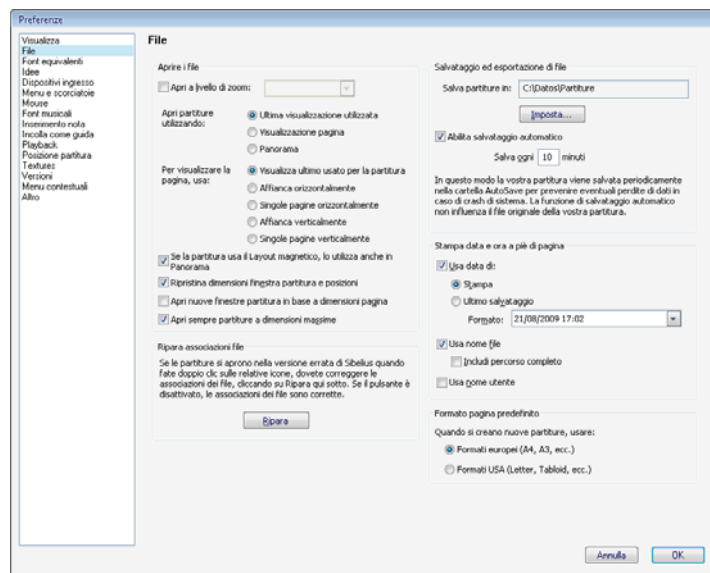 Preferenze
Visualizza
File
Font equivalenti
Idee
Dispositivi ingresso
Menu e scorciatoie
Mouse
Font musicali
Inserimento nota
Incolla come guida
Playback
Posizione partitura
Textures
Versioni
Menu contestuali
Altro
File
Aprire i file
Apri a livello di zoom:
Apri partiture
utilizzando:
Ultima visualizzazione utilizzata
Visualizzazione pagina
Panorama
Per visualizzare la
pagina, usa:
Visualizza ultimo usato per la partitura
Affianca orizzontalmente
Singole pagine orizzontalmente
Affianca verticalmente
Singole pagine verticalmente
Se la partitura usa il Layout magnetico, lo utilizza anche in
Panorama
Ripristina dimensioni finestra partitura e posizioni
Apri nuove finestre partitura in base a dimensioni pagina
Apri sempre partiture a dimensioni massime
Ripara associazioni file
Se le partiture si aprono nella versione errata di Sibelius quando
fate doppio clic sulle relative icone, dovete correggere le
associazioni dei file, cliccando su Ripara qui sotto. Se il pulsante è
disattivato, le associazioni dei file sono corrette.
Ripara
Salvataggio ed esportazione di file
Salva partiture in: C:\Datos\Partiture
Imposta...
Abilita salvataggio automatico
Salva ogni 10 minuti
In questo modo la vostra partitura viene salvata periodicamente
nella cartella AutoSave per prevenire eventuali perdite di dati in
caso di crash di sistema. La funzione di salvataggio automatico
non influenza il file originale della vostra partitura.
Stampa data e ora a piè di pagina
Usa data di:
Stampa
Ultimo salvataggio
Formato: 21/08/2009 17:02
Usa nome file
Includi percorso completo
Usa nome utente
Formato pagina predefinito
Quando si creano nuove partiture, usare:
Formati europei (A4, A3, ecc.)
Formati USA (Letter, Tabloid, ecc.)
Annulla
OK